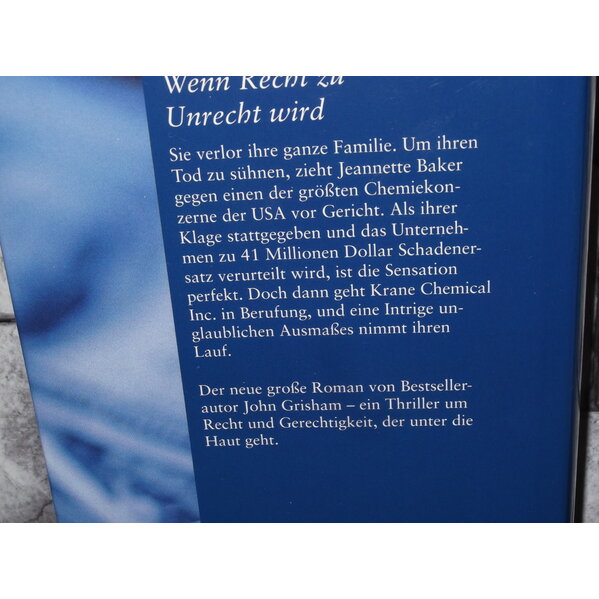 Wenn Recht zu
Unrecht wird
Sie verlor ihre ganze Familie. Um ihren
Tod zu sühnen, zieht Jeannette Baker
gegen einen der größten Chemiekon-
zerne der USA vor Gericht. Als ihrer
Klage stattgegeben und das Unterneh-
men zu 41 Millionen Dollar Schadener-
satz verurteilt wird, ist die Sensation
perfekt. Doch dann geht Krane Chemical
Inc. in Berufung, und eine Intrige un-
glaublichen Ausmaßes nimmt ihren
Lauf.
Der neue große Roman von Bestseller-
autor John Grisham – ein Thriller um
Recht und Gerechtigkeit, der unter die
Haut geht.